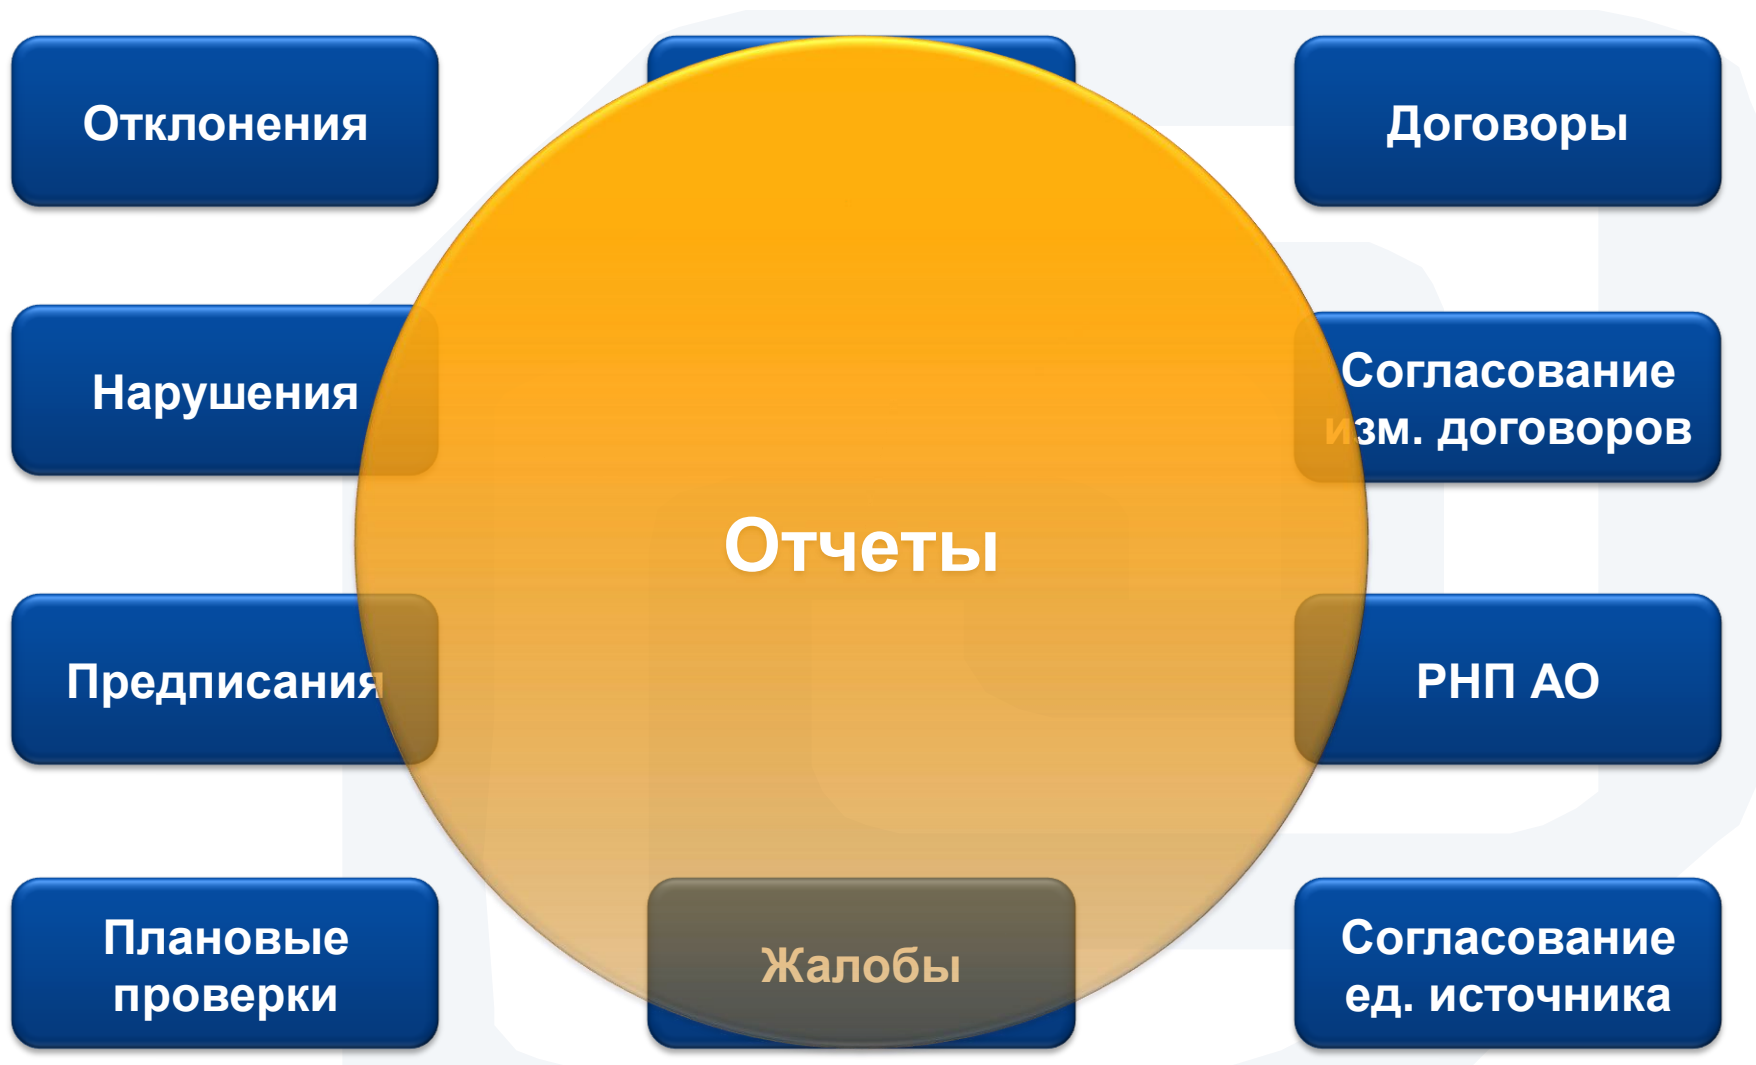 Отклонения
Договоры
Нарушения
Согласование
изм. договоров
Отчеты
Предписания
РНП АО
Плановые
проверки
Жалобы
Согласование
ед. источника